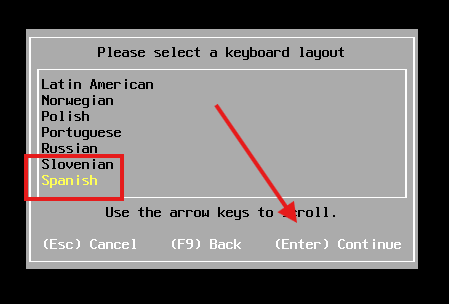 Please select a keyboard layout
Latin American
Norwegian
Polish
Portuguese
Russian
Slovenian
Spanish
Use the arrow keys to scroll.
(Esc) Cancel (F9) Back (Enter) Continue